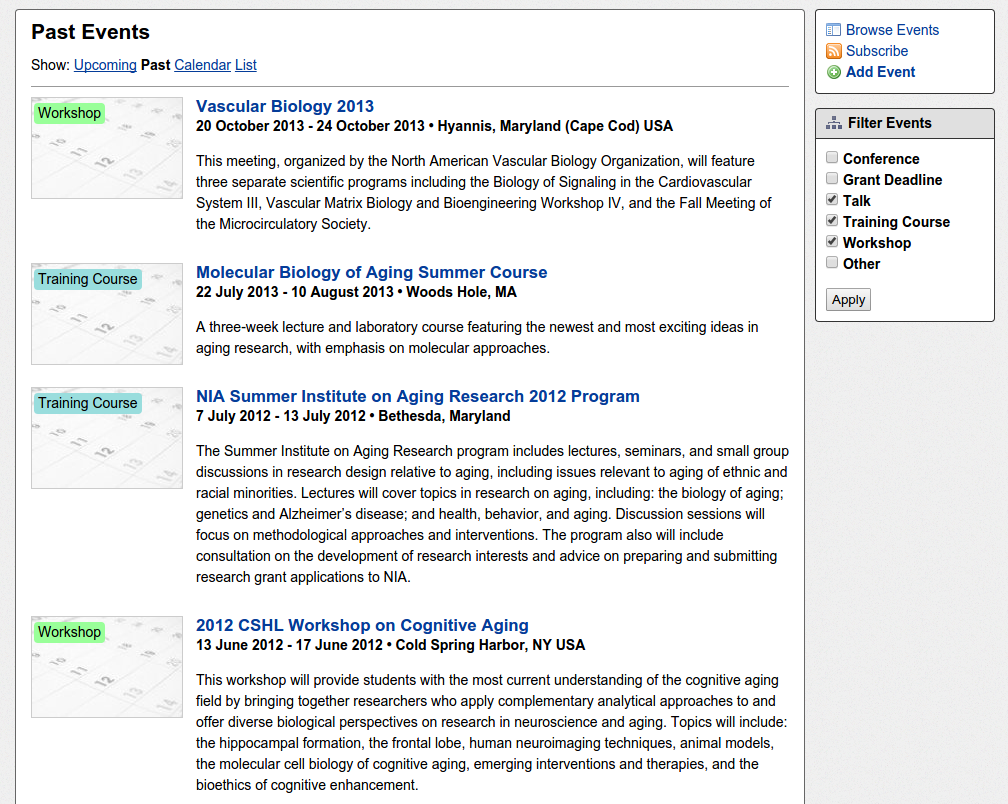 Past Events
Show: Upcoming Past Calendar List
Workshop
Vascular Biology 2013
20 October 2013 - 24 October 2013 • Hyannis, Maryland (Cape Cod) USA
This meeting, organized by the North American Vascular Biology Organization, will feature
three separate scientific programs including the Biology of Signaling in the Cardiovascular
System III, Vascular Matrix Biology and Bioengineering Workshop IV, and the Fall Meeting of
the Microcirculatory Society.
Training Course
Molecular Biology of Aging Summer Course
22 July 2013 - 10 August 2013 • Woods Hole, MA
A three-week lecture and laboratory course featuring the newest and most exciting ideas in
aging research, with emphasis on molecular approaches.
Training Course
NIA Summer Institute on Aging Research 2012 Program
7 July 2012 - 13 July 2012 • Bethesda, Maryland
The Summer Institute on Aging Research program includes lectures, seminars, and small group
discussions in research design relative to aging, including issues relevant to aging of ethnic and
racial minorities. Lectures will cover topics in research on aging, including: the biology of aging;
genetics and Alzheimer's disease; and health, behavior, and aging. Discussion sessions will
focus on methodological approaches and interventions. The program also will include
consultation on the development of research interests and advice on preparing and submitting
research grant applications to NIA.
Workshop
2012 CSHL Workshop on Cognitive Aging
13 June 2012 - 17 June 2012 • Cold Spring Harbor, NY USA
This workshop will provide students with the most current understanding of the cognitive aging
field by bringing together researchers who apply complementary analytical approaches to and
offer diverse biological perspectives on research in neuroscience and aging. Topics will include:
the hippocampal formation, the frontal lobe, human neuroimaging techniques, animal models,
the molecular cell biology of cognitive aging, emerging interventions and therapies, and the
bioethics of cognitive enhancement.
Browse Events
Subscribe
Add Event
Filter Events
Conference
Grant Deadline
Talk
Training Course
Workshop
Other
Apply